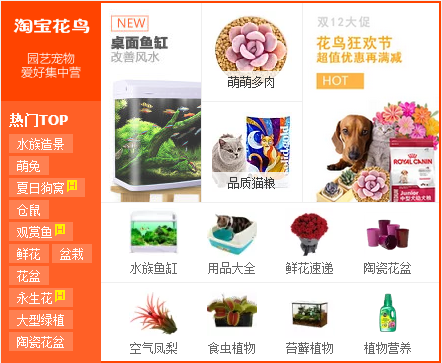 淘宝花鸟
园艺宠物
爱好集中营
热门TOP
水族造景
萌兔
夏日狗窝 H
仓鼠
观赏鱼 H
鲜花 盆栽
花盆
永生花 H
大型绿植
陶瓷花盆
NEW
桌面鱼缸
改善风水
萌萌多肉
品质猫粮
双12大促
花鸟狂欢节
超值优惠再满减
HOT
ROYAL CANIN
Junior
水族鱼缸 用品大全 鲜花速递 陶瓷花盆
空气凤梨 食虫植物 苔藓植物 植物营养